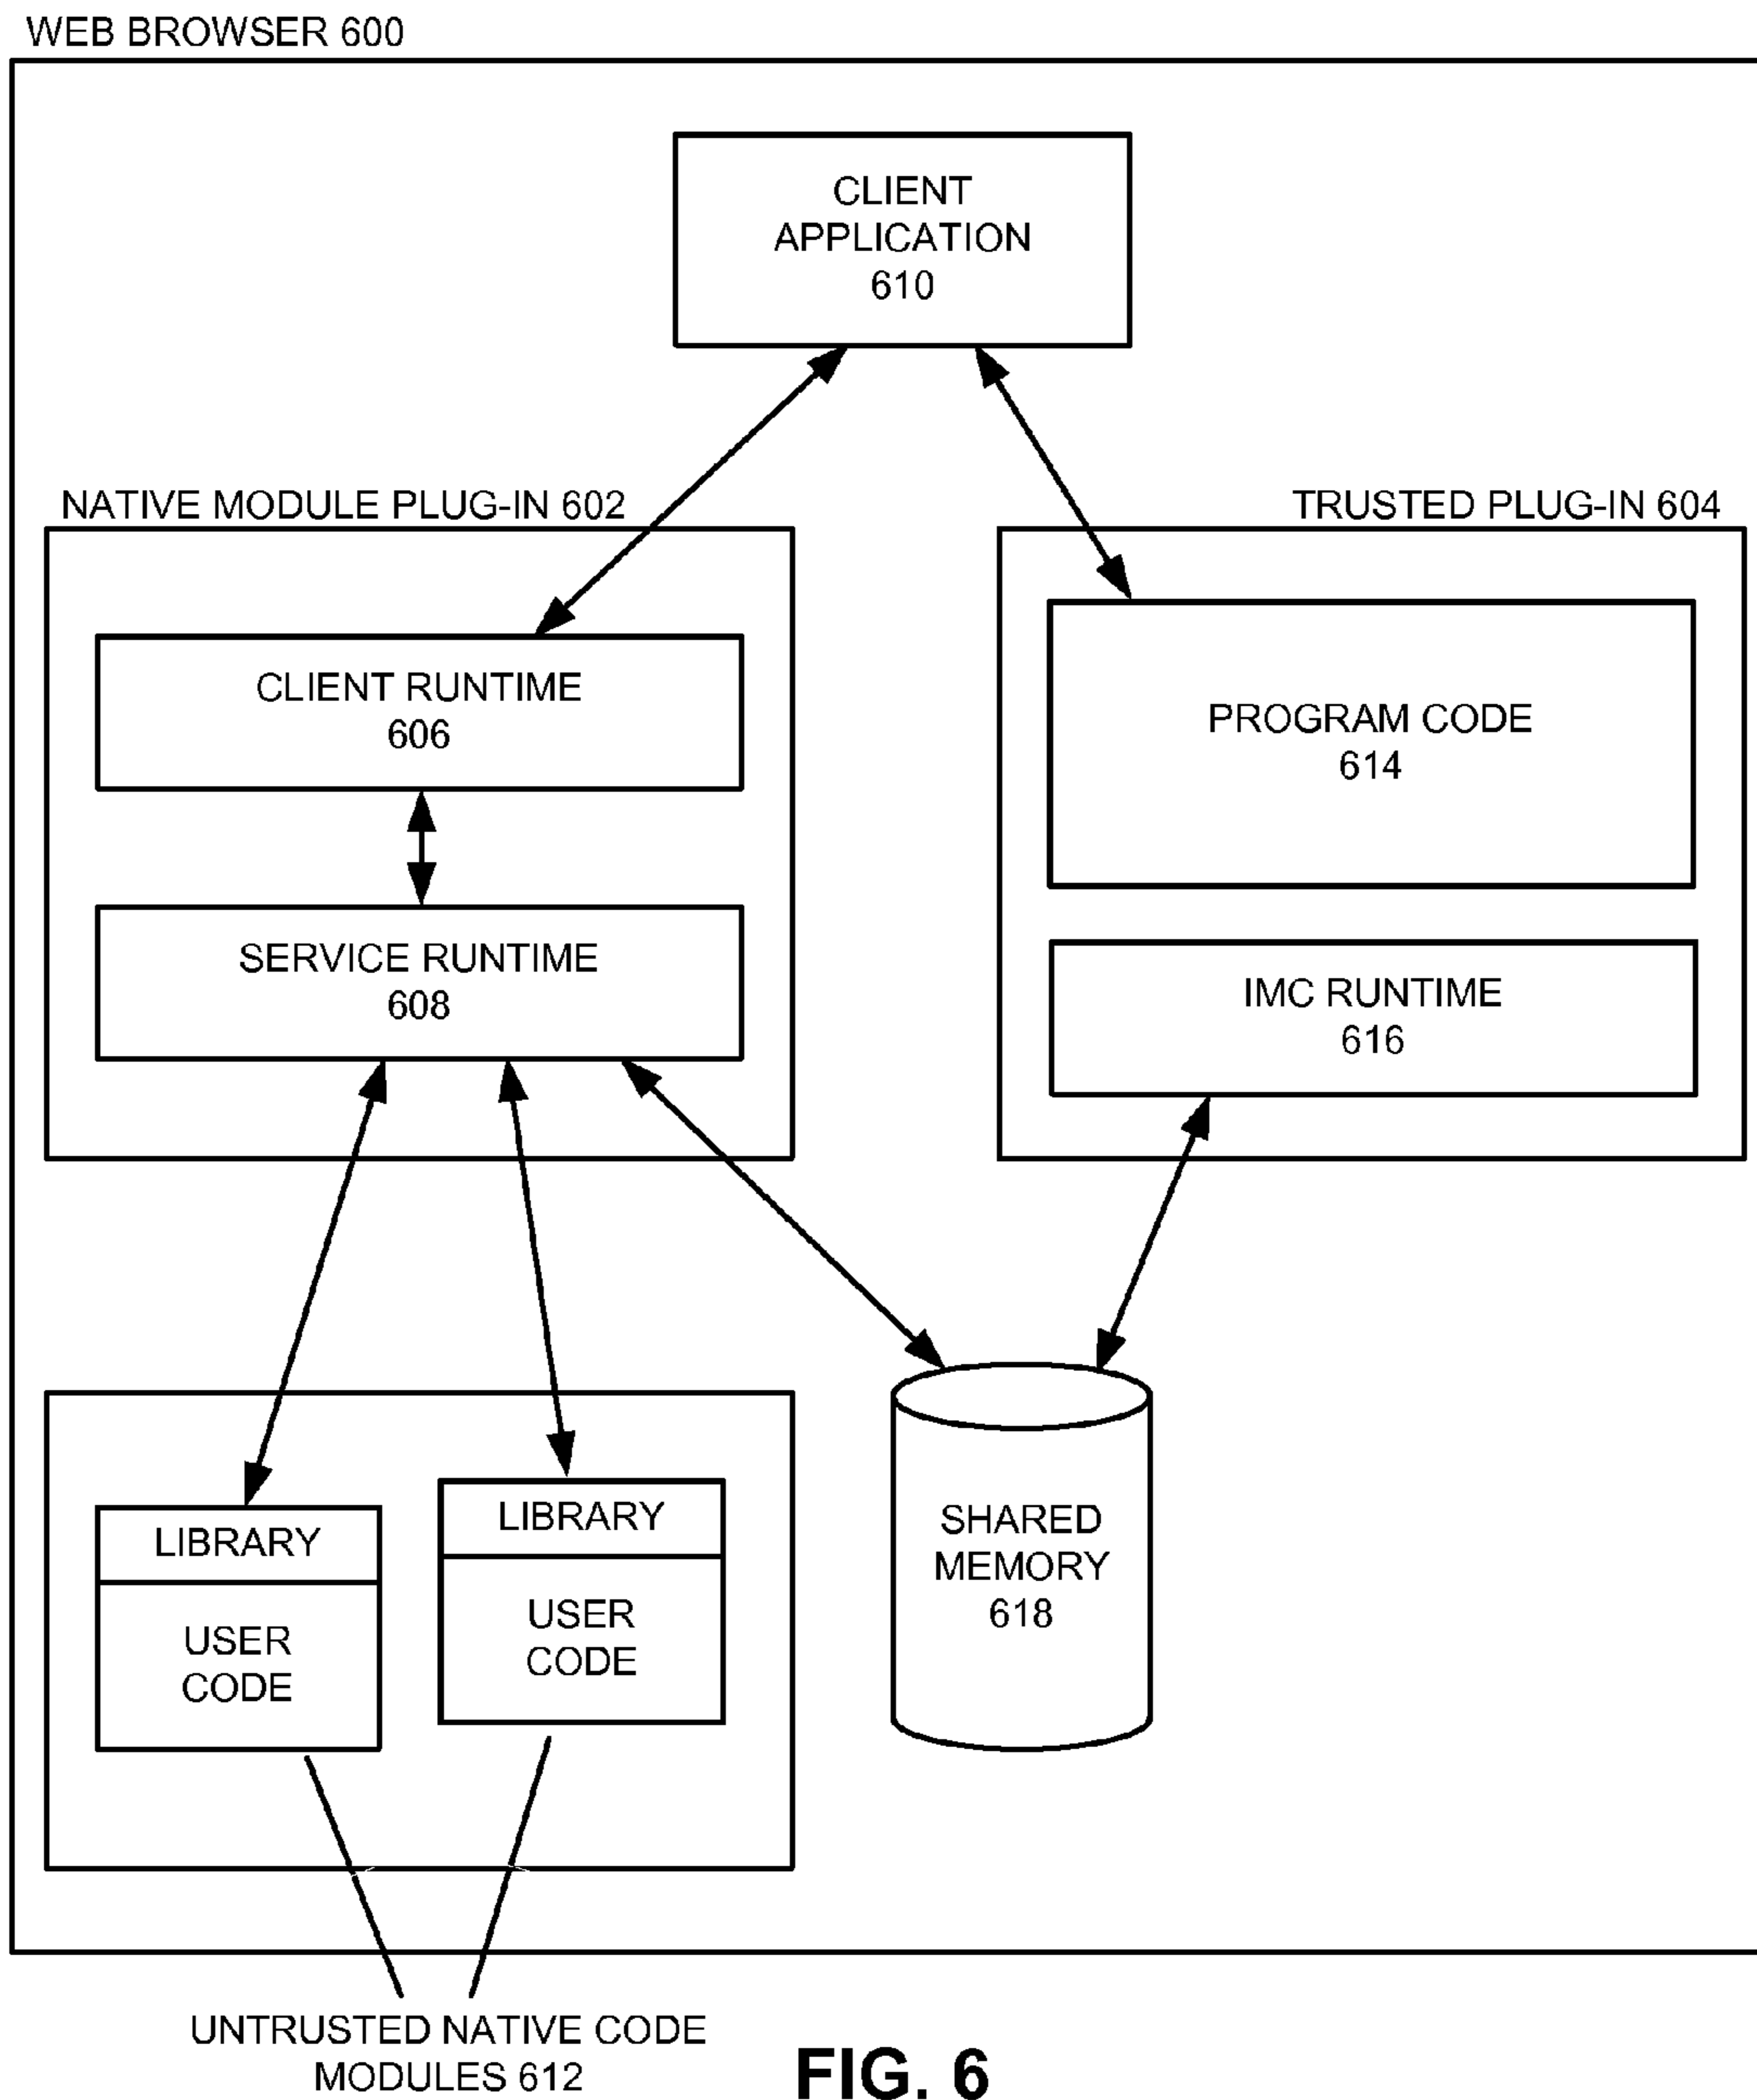 WEB BROWSER 600
CLIENT
APPLICATION
610
NATIVE MODULE PLUG-IN 602
TRUSTED PLUG-IN 604
CLIENT RUNTIME
606
PROGRAM CODE
614
SERVICE RUNTIME
608
IMC RUNTIME
616
LIBRARY
USER
CODE
LIBRARY
USER
CODE
SHARED
MEMORY
618
UNTRUSTED NATIVE CODE
MODULES 612
FIG. 6